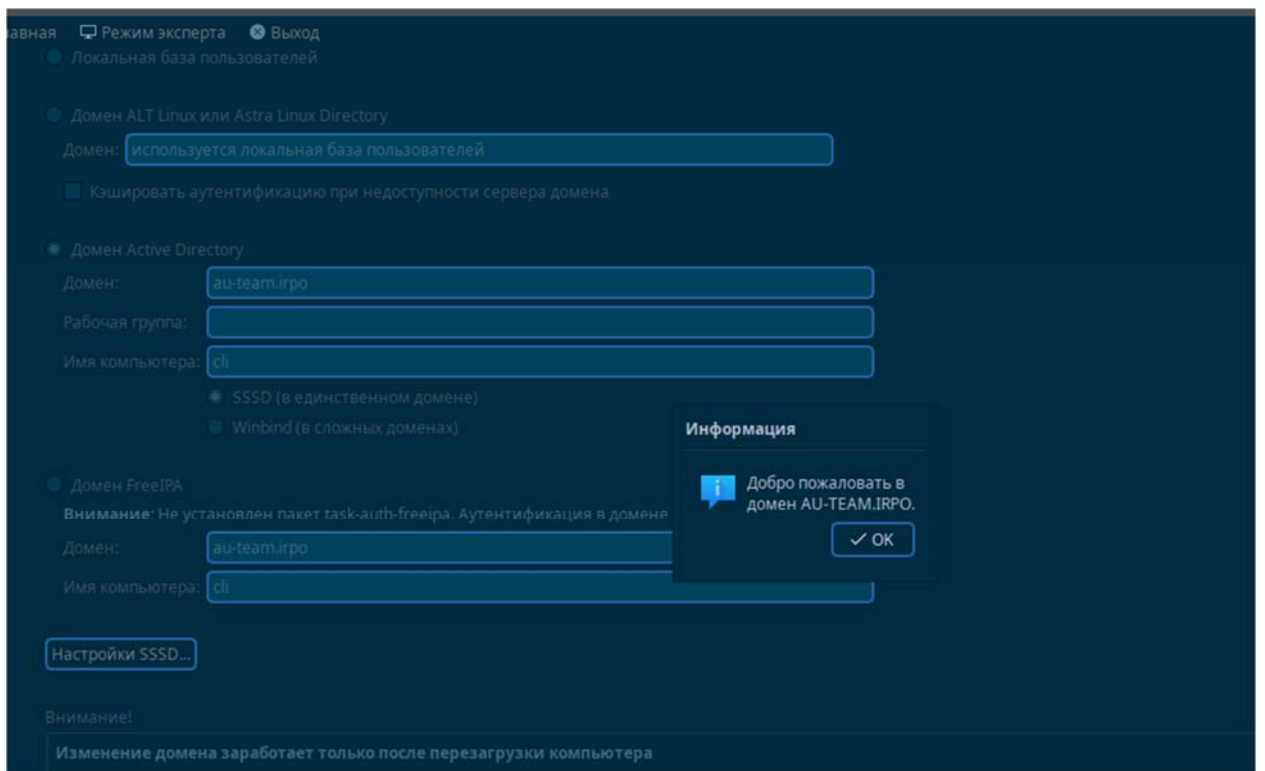 лавная Режим эксперта Выход
Локальная база пользователей
Домен ALT Linux или Astra Linux Directory
Домен: используется локальная база пользователей
Кэшировать аутентификацию при недоступности сервера домена
Домен Active Directory
Домен: au-team.irpo
Рабочая группа:
Имя компьютера: cli
SSSD (в единственном домене)
Winbind (в сложных доменах)
Информация
Добро пожаловать в
домен AU-TEAM.IRPO.
OK
Домен FreeIPA
Внимание: Не установлен пакет task-auth-freeipa. Аутентификация в домене
Домен: au-team.irpo
Имя компьютера: cli
Настройки SSSD...
Внимание!
Изменение домена заработает только после перезагрузки компьютера